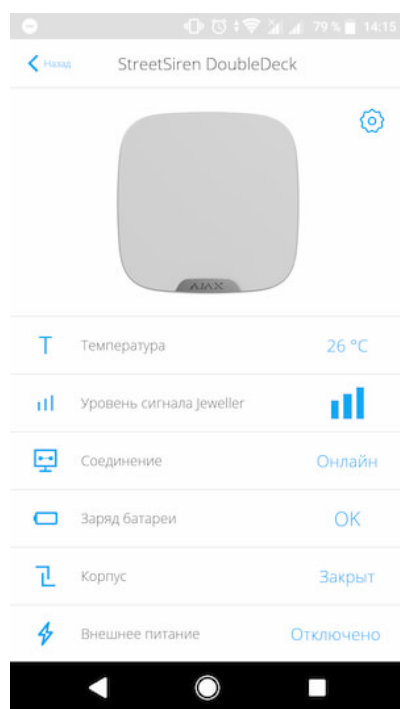 79 % 14:15
Назад StreetSiren DoubleDeck
AJAX
Температура 26 °C
Уровень сигнала Jeweller
Соединение Онлайн
Заряд батареи OK
Корпус Закрыт
Внешнее питание Отключено